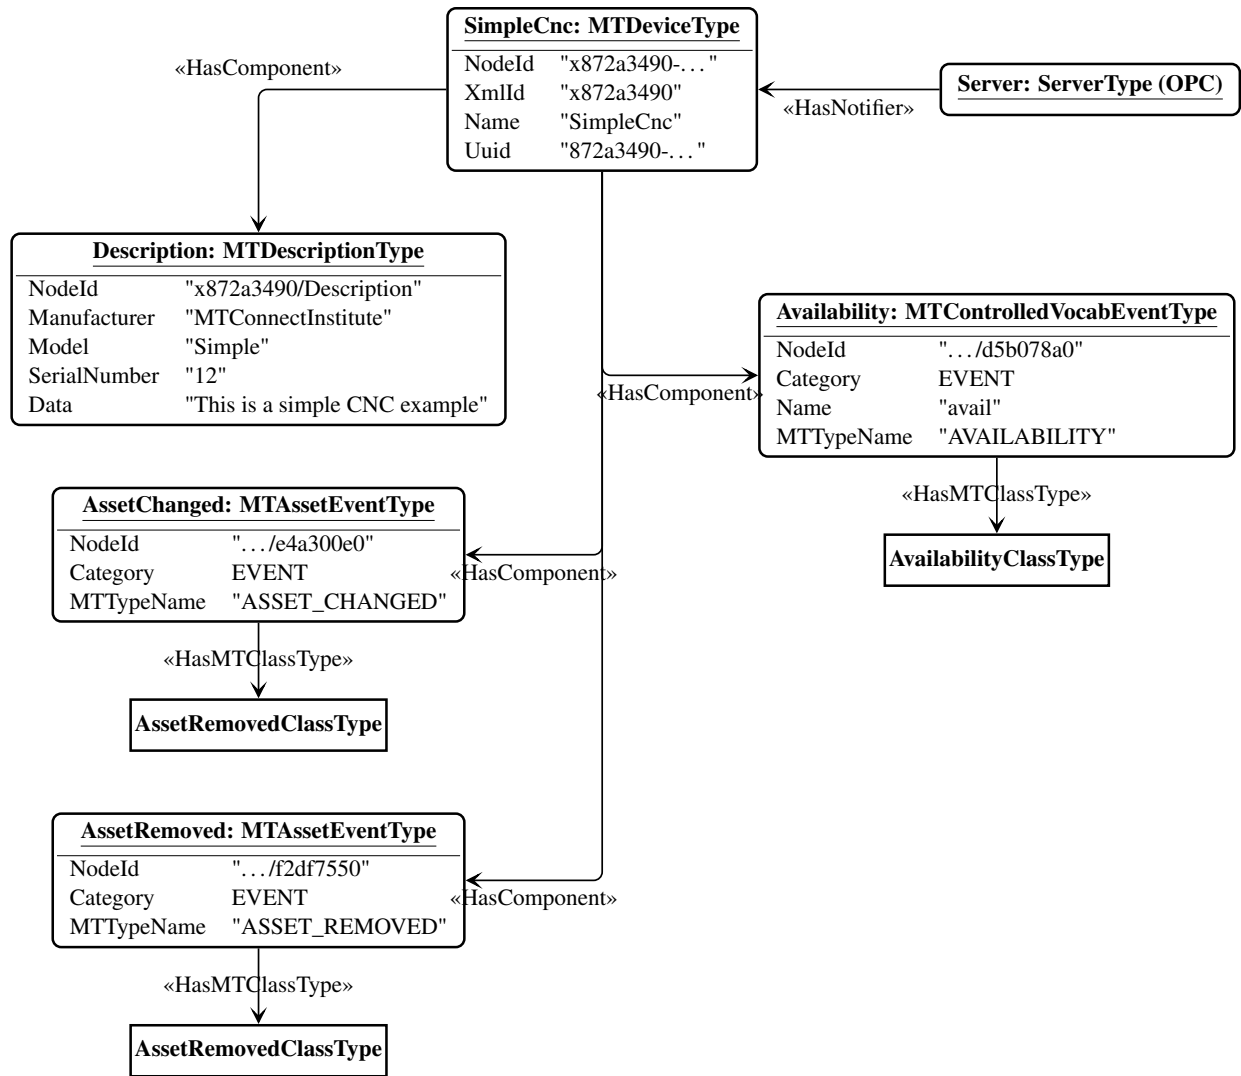 SimpleCnc: MTDeviceType
NodeId "x872a3490-..."
XmlId "x872a3490"
Name "SimpleCnc"
Uuid "872a3490-..."
«HasComponent»
Server: ServerType (OPC)
«HasNotifier»
Description: MTDescriptionType
NodeId "x872a3490/Description"
Manufacturer "MTConnectInstitute"
Model "Simple"
SerialNumber "12"
Data "This is a simple CNC example"
Availability: MTControlledVocabEventType
NodeId ".../d5b078a0"
Category EVENT
Name "avail"
MTTypeName "AVAILABILITY"
«HasComponent»
«HasMTClassType»
AvailabilityClassType
AssetChanged: MTAssetEventType
NodeId ".../e4a300e0"
Category EVENT
MTTypeName "ASSET_CHANGED"
«HasComponent»
«HasMTClassType»
AssetRemovedClassType
AssetRemoved: MTAssetEventType
NodeId ".../f2df7550"
Category EVENT
MTTypeName "ASSET_REMOVED"
«HasComponent»
«HasMTClassType»
AssetRemovedClassType